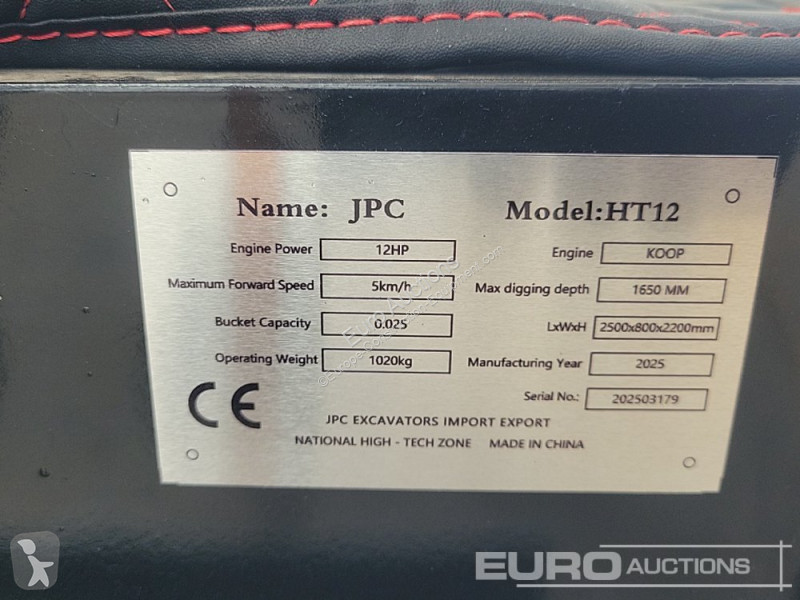 Name: JPC Model:HT12
Engine Power 12HP Engine KOOP
Maximum Forward Speed 5km/h Max digging depth 1650 MM
Bucket Capacity 0.025 LxWxH 2500x800x2200mm
Operating Weight 1020kg Manufacturing Year 2025
Serial No.: 202503179
CE
JPC EXCAVATORS IMPORT EXPORT
NATIONAL HIGH - TECH ZONE MADE IN CHINA
Euro Auctions
EURO AUCTIONS